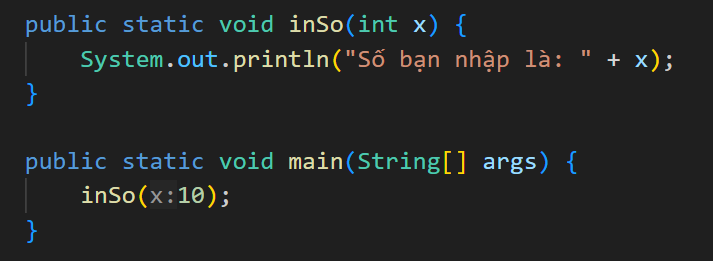 public static void inSo(int x) {
System.out.println("Số bạn nhập là: " + x);
}
public static void main(String[] args) {
inSo(x:10);
}